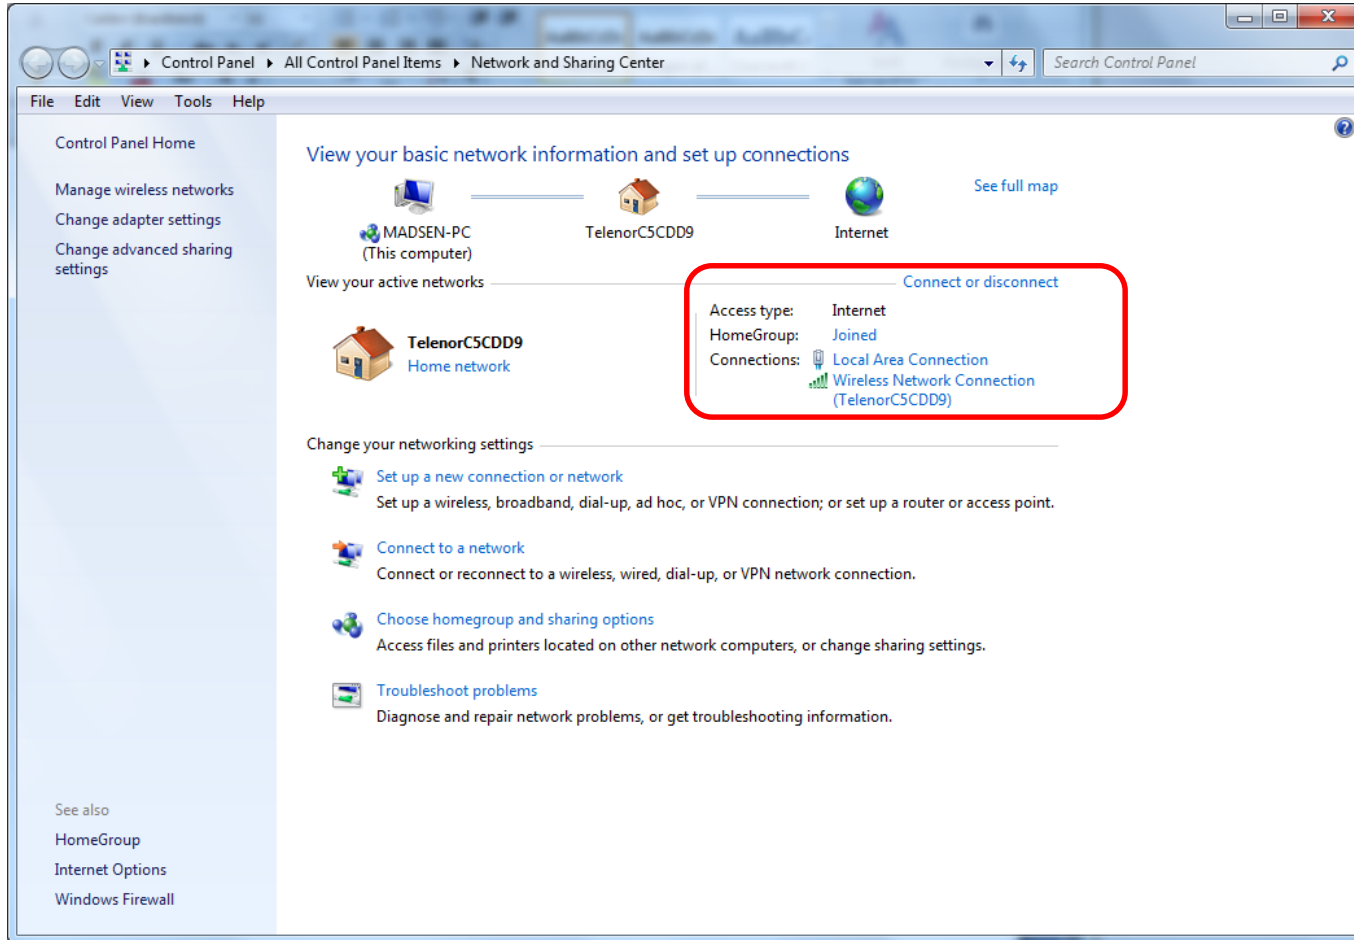 Control Panel ▸ All Control Panel Items ▸ Network and Sharing Center
Search Control Panel
File Edit View Tools Help
Control Panel Home
Manage wireless networks
Change adapter settings
Change advanced sharing
settings
See also
HomeGroup
Internet Options
Windows Firewall
View your basic network information and set up connections
See full map
MADSEN-PC
(This computer)
TelenorC5CDD9
Internet
View your active networks
Connect or disconnect
TelenorC5CDD9
Home network
Access type: Internet
HomeGroup: Joined
Connections: Local Area Connection
Wireless Network Connection
(TelenorC5CDD9)
Change your networking settings
Set up a new connection or network
Set up a wireless, broadband, dial-up, ad hoc, or VPN connection; or set up a router or access point.
Connect to a network
Connect or reconnect to a wireless, wired, dial-up, or VPN network connection.
Choose homegroup and sharing options
Access files and printers located on other network computers, or change sharing settings.
Troubleshoot problems
Diagnose and repair network problems, or get troubleshooting information.